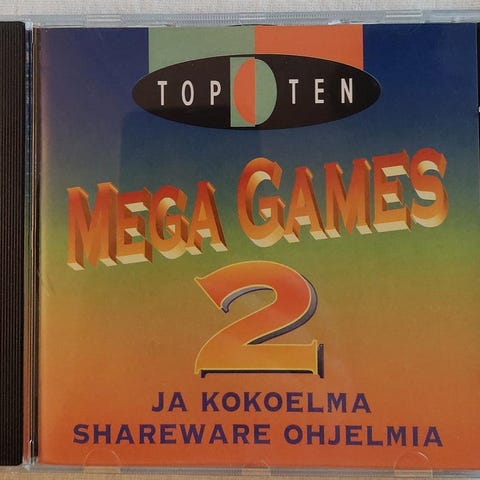 TOP TEN
MEGA GAMES
2
JA KOKOELMA
SHAREWARE OHJELMIA